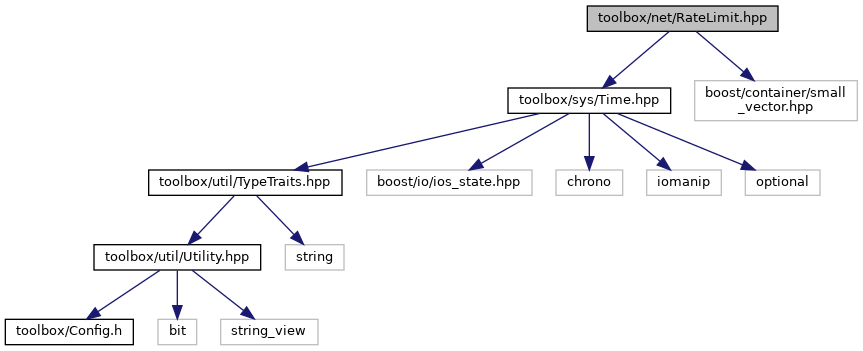 toolbox/net/RateLimit.hpp
toolbox/sys/Time.hpp
boost/container/small
_vector.hpp
toolbox/util/TypeTraits.hpp
boost/io/ios_state.hpp
chrono
iomanip
optional
toolbox/util/Utility.hpp
string
toolbox/Config.h
bit
string_view